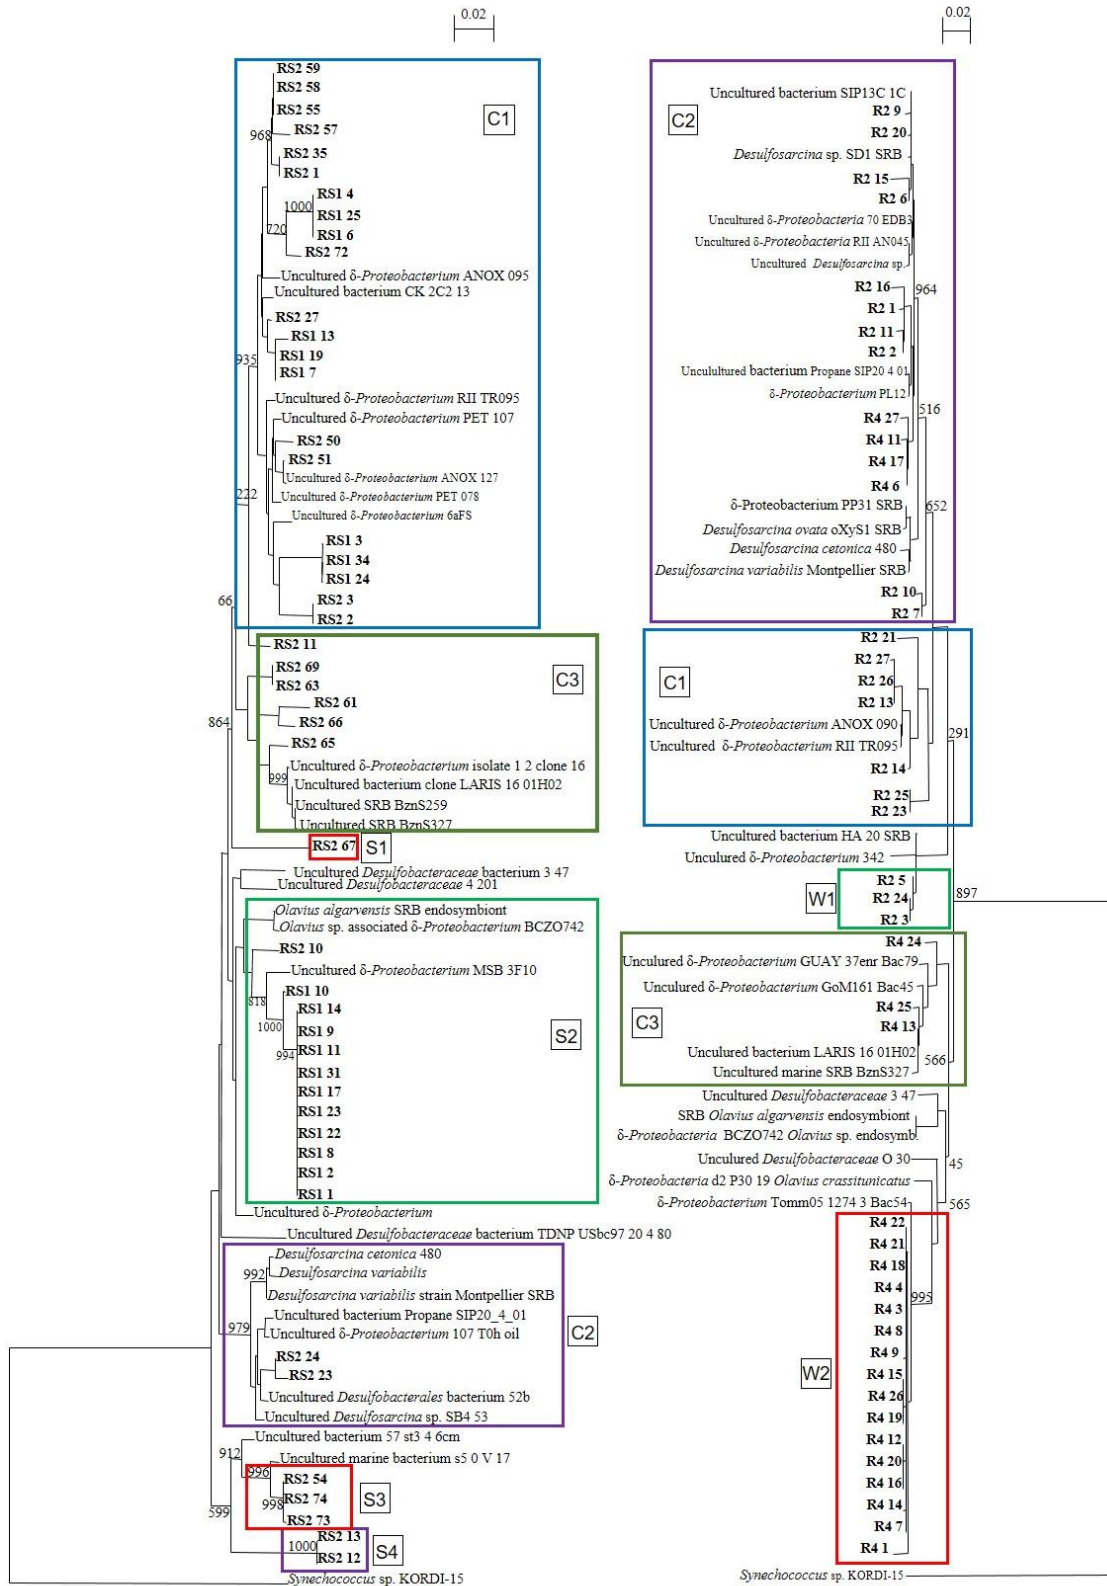 0.02
RS2 59
RS2 58
RS2 55
RS2 57
968
RS2 35
RS2 1
RS1 4
1000
RS1 25
RS1 6
720
RS2 72
C1
Uncultured δ-Proteobacterium ANOX 095
Uncultured bacterium CK 2C2 13
RS2 27
RS1 13
RS1 19
935
RS1 7
Uncultured δ-Proteobacterium RII TR095
Uncultured δ-Proteobacterium PET 107
RS2 50
RS2 51
Uncultured δ-Proteobacterium ANOX 127
222
Uncultured δ-Proteobacterium PET 078
Uncultured δ-Proteobacterium 6aFS
RS1 3
RS1 34
RS1 24
RS2 3
66
RS2 2
RS2 11
RS2 69
RS2 63
C3
RS2 61
864
RS2 66
RS2 65
Uncultured δ-Proteobacterium isolate 1 2 clone 16
999
Uncultured bacterium clone LARIS 16 01H02
Uncultured SRB BznS259
Uncultured SRB BznS327
RS2 67
S1
Uncultured Desulfobacteraceae bacterium 3 47
Uncultured Desulfobacteraceae 4 201
Olavius algarvensis SRB endosymbiont
Olavius sp. associated δ-Proteobacterium BCZO742
RS2 10
Uncultured δ-Proteobacterium MSB 3F10
RS1 10
818
RS1 14
1000
RS1 9
S2
994
RS1 11
RS1 31
RS1 17
RS1 23
RS1 22
RS1 8
RS1 2
RS1 1
Uncultured δ-Proteobacterium
Uncultured Desulfobacteraceae bacterium TDNP USbc97 20 4 80
Desulfosarcina cetonica 480
992
Desulfosarcina variabilis
Desulfosarcina variabilis strain Montpellier SRB
Uncultured bacterium Propane SIP20_4_01
979
Uncultured δ-Proteobacterium 107 T0h oil
C2
RS2 24
RS2 23
Uncultured Desulfobacterales bacterium 52b
Uncultured Desulfosarcina sp. SB4 53
Uncultured bacterium 57 st3 4 6cm
912
Uncultured marine bacterium s5 0 V 17
996
RS2 54
RS2 74
998
S3
599
RS2 73
RS2 13
1000
RS2 12
S4
Synechococcus sp. KORDI-15
0.02
Uncultured bacterium SIP13C 1C
R2 9
C2
R2 20
Desulfosarcina sp. SD1 SRB
R2 15
R2 6
Uncultured δ-Proteobacteria 70 EDB3
Uncultured δ-Proteobacteria RII AN045
Uncultured Desulfosarcina sp.
R2 16
964
R2 1
R2 11
R2 2
Unculultured bacterium Propane SIP20 4 01
δ-Proteobacterium PL12
516
R4 27
R4 11
R4 17
R4 6
δ-Proteobacterium PP31 SRB
652
Desulfosarcina ovata oXyS1 SRB
Desulfosarcina cetonica 480
Desulfosarcina variabilis Montpellier SRB
R2 10
R2 7
R2 21
R2 27
C1
R2 26
R2 13
Uncultured δ-Proteobacterium ANOX 090
291
Uncultured δ-Proteobacterium RII TR095
R2 14
R2 25
R2 23
Uncultured bacterium HA 20 SRB
Unculured δ-Proteobacterium 342
R2 5
W1
R2 24
897
R2 3
R4 24
Unculured δ-Proteobacterium GUAY 37enr Bac79
Unculured δ-Proteobacterium GoM161 Bac45
R4 25
C3
R4 13
Unculured bacterium LARIS 16 01H02
566
Uncultured marine SRB BznS327
Uncultured Desulfobacteraceae 3 47
SRB Olavius algarvensis endosymbiont
δ-Proteobacteria BCZO742 Olavius sp. endosymb.
Unculured Desulfobacteraceae O 30
45
δ-Proteobacteria d2 P30 19 Olavius crassitunicatus
δ-Proteobacterium Tomm05 1274 3 Bac54
565
R4 22
R4 21
R4 18
R4 4
995
R4 3
R4 8
R4 9
W2
R4 15
R4 26
R4 19
R4 12
R4 20
R4 16
R4 14
R4 7
R4 1
Synechococcus sp. KORDI-15